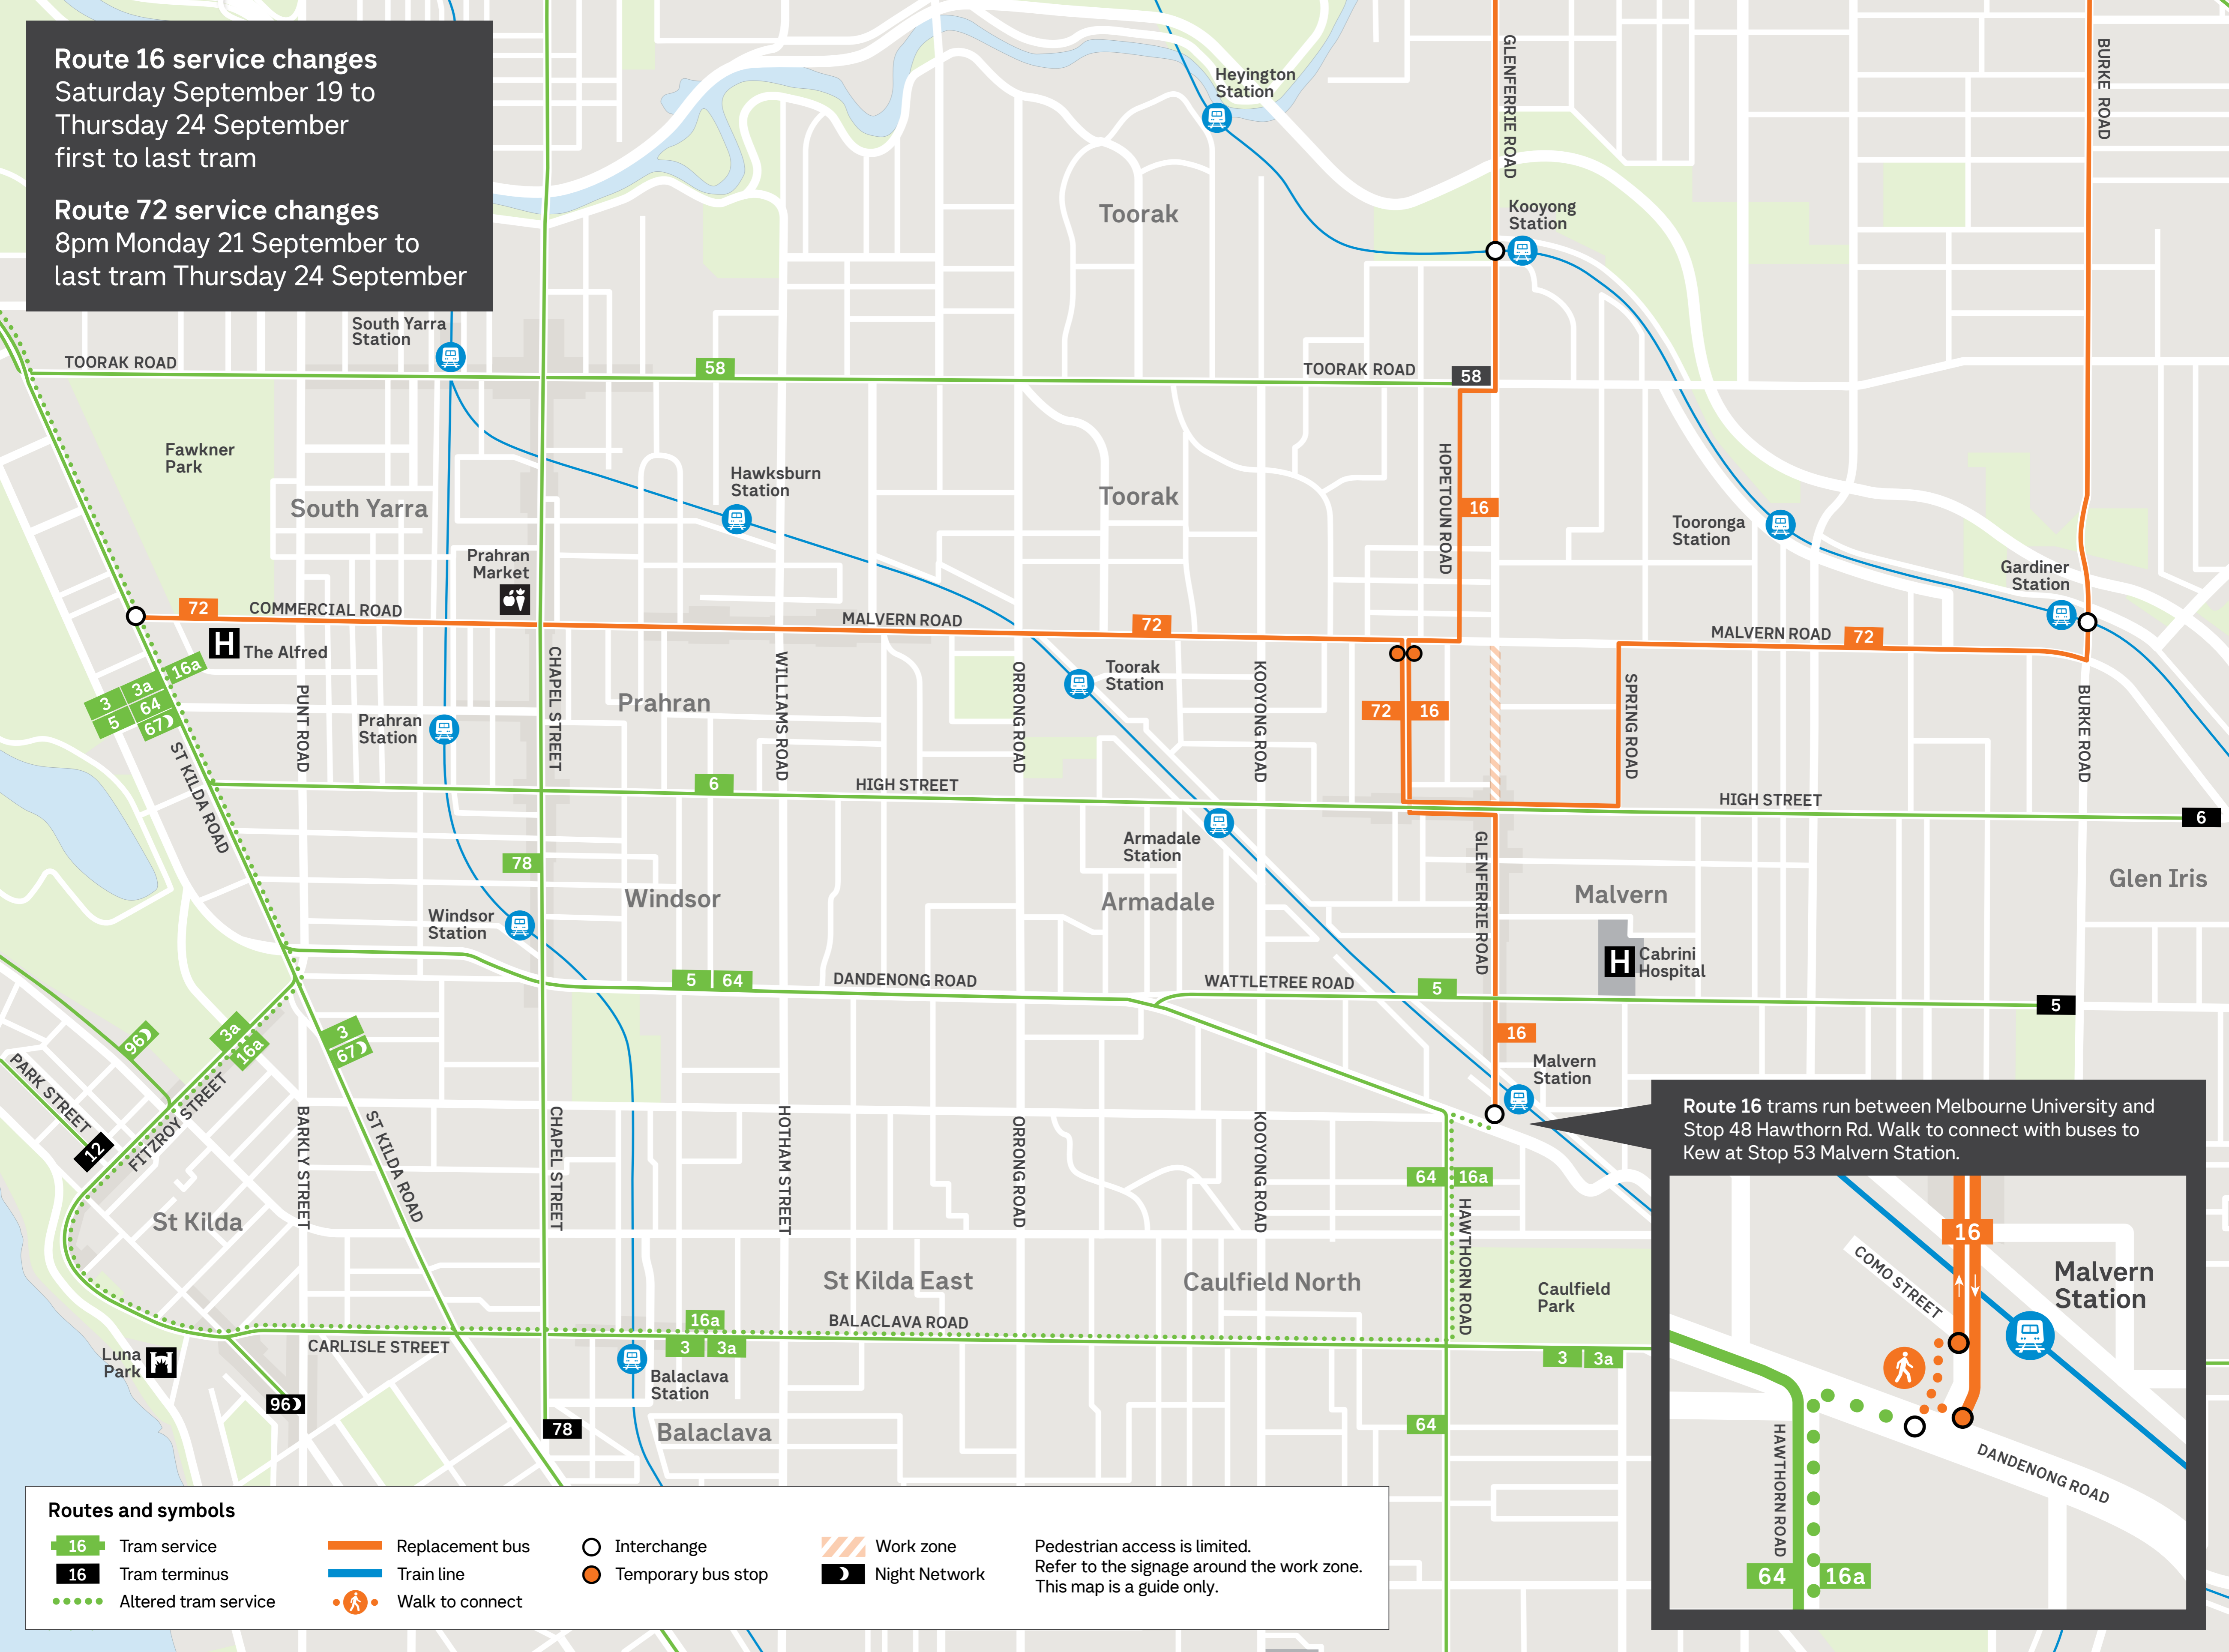 Route 16 service changes
Saturday September 19 to
Thursday 24 September
first to last tram
Route 72 service changes
8pm Monday 21 September to
last tram Thursday 24 September
GLENFERRIE ROAD
BURKE ROAD
Heyington
Station
Kooyong
Station
Toorak
South Yarra
Station
TOORAK ROAD
58
TOORAK ROAD
58
Fawkner
Park
South Yarra
Hawksburn
Station
Toorak
HOPETOUN ROAD
16
Tooronga
Station
Prahran
Market
Gardiner
Station
72
COMMERCIAL ROAD
MALVERN ROAD
72
MALVERN ROAD
72
H
The Alfred
16a
3
3a
5
64
67
ST KILDA ROAD
PUNT ROAD
Prahran
Station
CHAPEL STREET
Prahran
WILLIAMS ROAD
ORRONG ROAD
Toorak
Station
KOOYONG ROAD
72
16
SPRING ROAD
BURKE ROAD
6
HIGH STREET
HIGH STREET
6
Armadale
Station
78
Windsor
Armadale
GLENFERRIE ROAD
Malvern
Glen Iris
Windsor
Station
H
Cabrini
Hospital
5
64
DANDENONG ROAD
WATTLETREE ROAD
5
5
96
3a
16a
3
67
16
Malvern
Station
PARK STREET
12
FITZROY STREET
BARKLY STREET
ST KILDA ROAD
CHAPEL STREET
HOTHAM STREET
ORRONG ROAD
KOOYONG ROAD
64
16a
HAWTHORN ROAD
St Kilda
St Kilda East
Caulfield North
Caulfield
Park
16a
BALACLAVA ROAD
3
3a
3
3a
CARLISLE STREET
Luna
Park
96
Balaclava
Station
78
Balaclava
64
Route 16 trams run between Melbourne University and
Stop 48 Hawthorn Rd. Walk to connect with buses to
Kew at Stop 53 Malvern Station.
16
COMO STREET
Malvern
Station
HAWTHORN ROAD
DANDENONG ROAD
64
16a
Routes and symbols
16 Tram service
16 Tram terminus
Altered tram service
Replacement bus
Train line
Walk to connect
Interchange
Temporary bus stop
Work zone
Night Network
Pedestrian access is limited.
Refer to the signage around the work zone.
This map is a guide only.